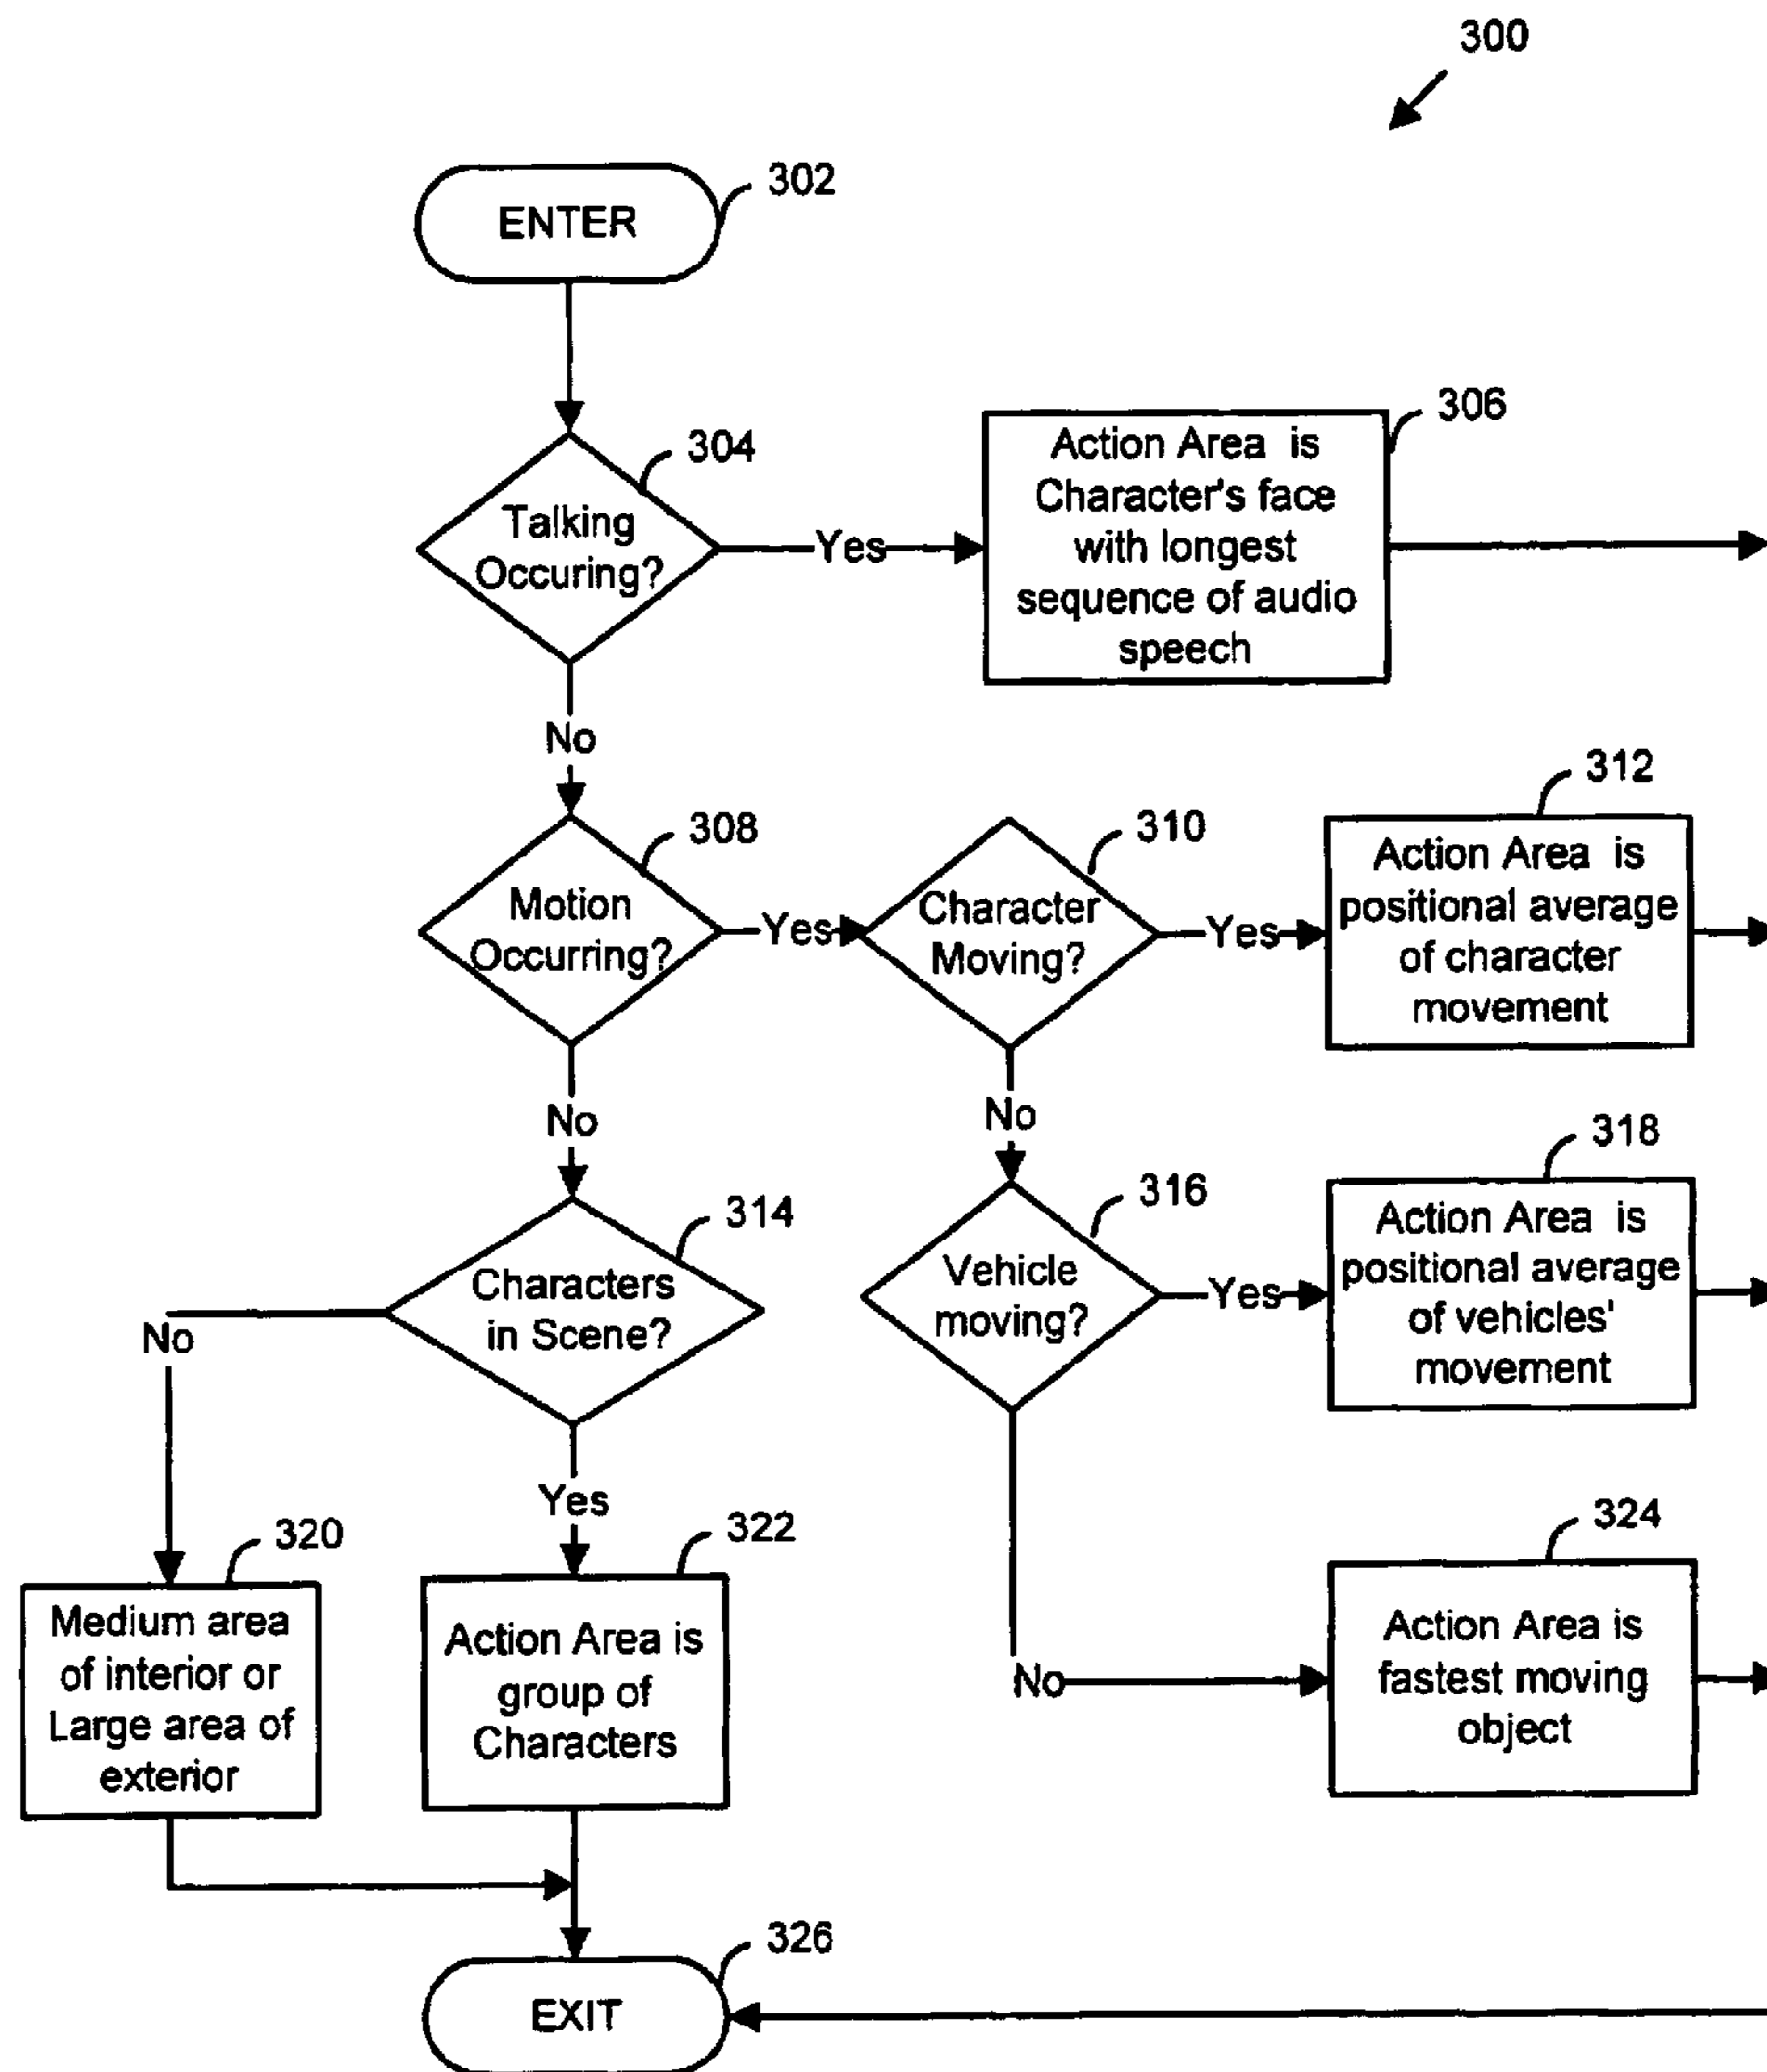 300
302
ENTER
304
Talking
Occuring?
Yes
306
Action Area is
Character's face
with longest
sequence of audio
speech
No
308
Motion
Occurring?
Yes
310
Character
Moving?
Yes
312
Action Area is
positional average
of character
movement
No
No
314
Characters
in Scene?
316
Vehicle
moving?
Yes
318
Action Area is
positional average
of vehicles'
movement
No
Yes
320
Medium area
of interior or
Large area of
exterior
322
Action Area is
group of
Characters
No
324
Action Area is
fastest moving
object
326
EXIT